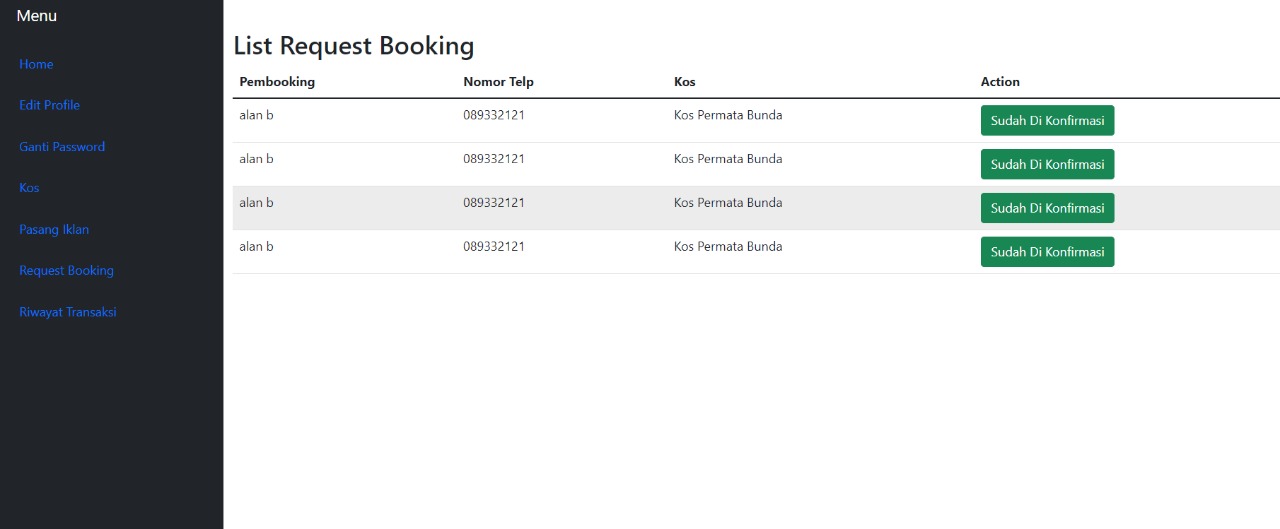 Menu
Home
Edit Profile
Ganti Password
Kos
Pasang Iklan
Request Booking
Riwayat Transaksi
List Request Booking
Pembooking Nomor Telp Kos Action
alan b 089332121 Kos Permata Bunda Sudah Di Konfirmasi
alan b 089332121 Kos Permata Bunda Sudah Di Konfirmasi
alan b 089332121 Kos Permata Bunda Sudah Di Konfirmasi
alan b 089332121 Kos Permata Bunda Sudah Di Konfirmasi